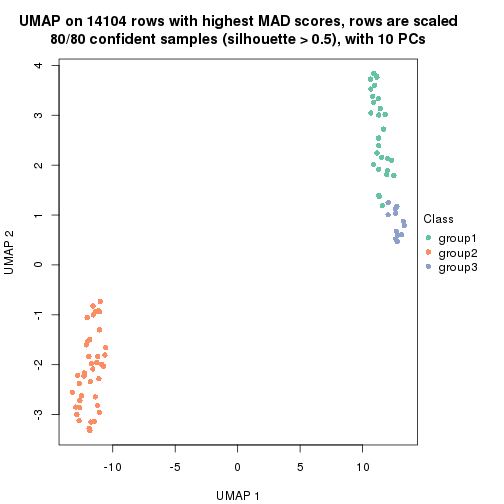 UMAP on 14104 rows with highest MAD scores, rows are scaled
80/80 confident samples (silhouette > 0.5), with 10 PCs
4
3
2
1
0
-1
-2
-3
UMAP 2
-10
-5
0
5
10
UMAP 1
Class
group1
group2
group3